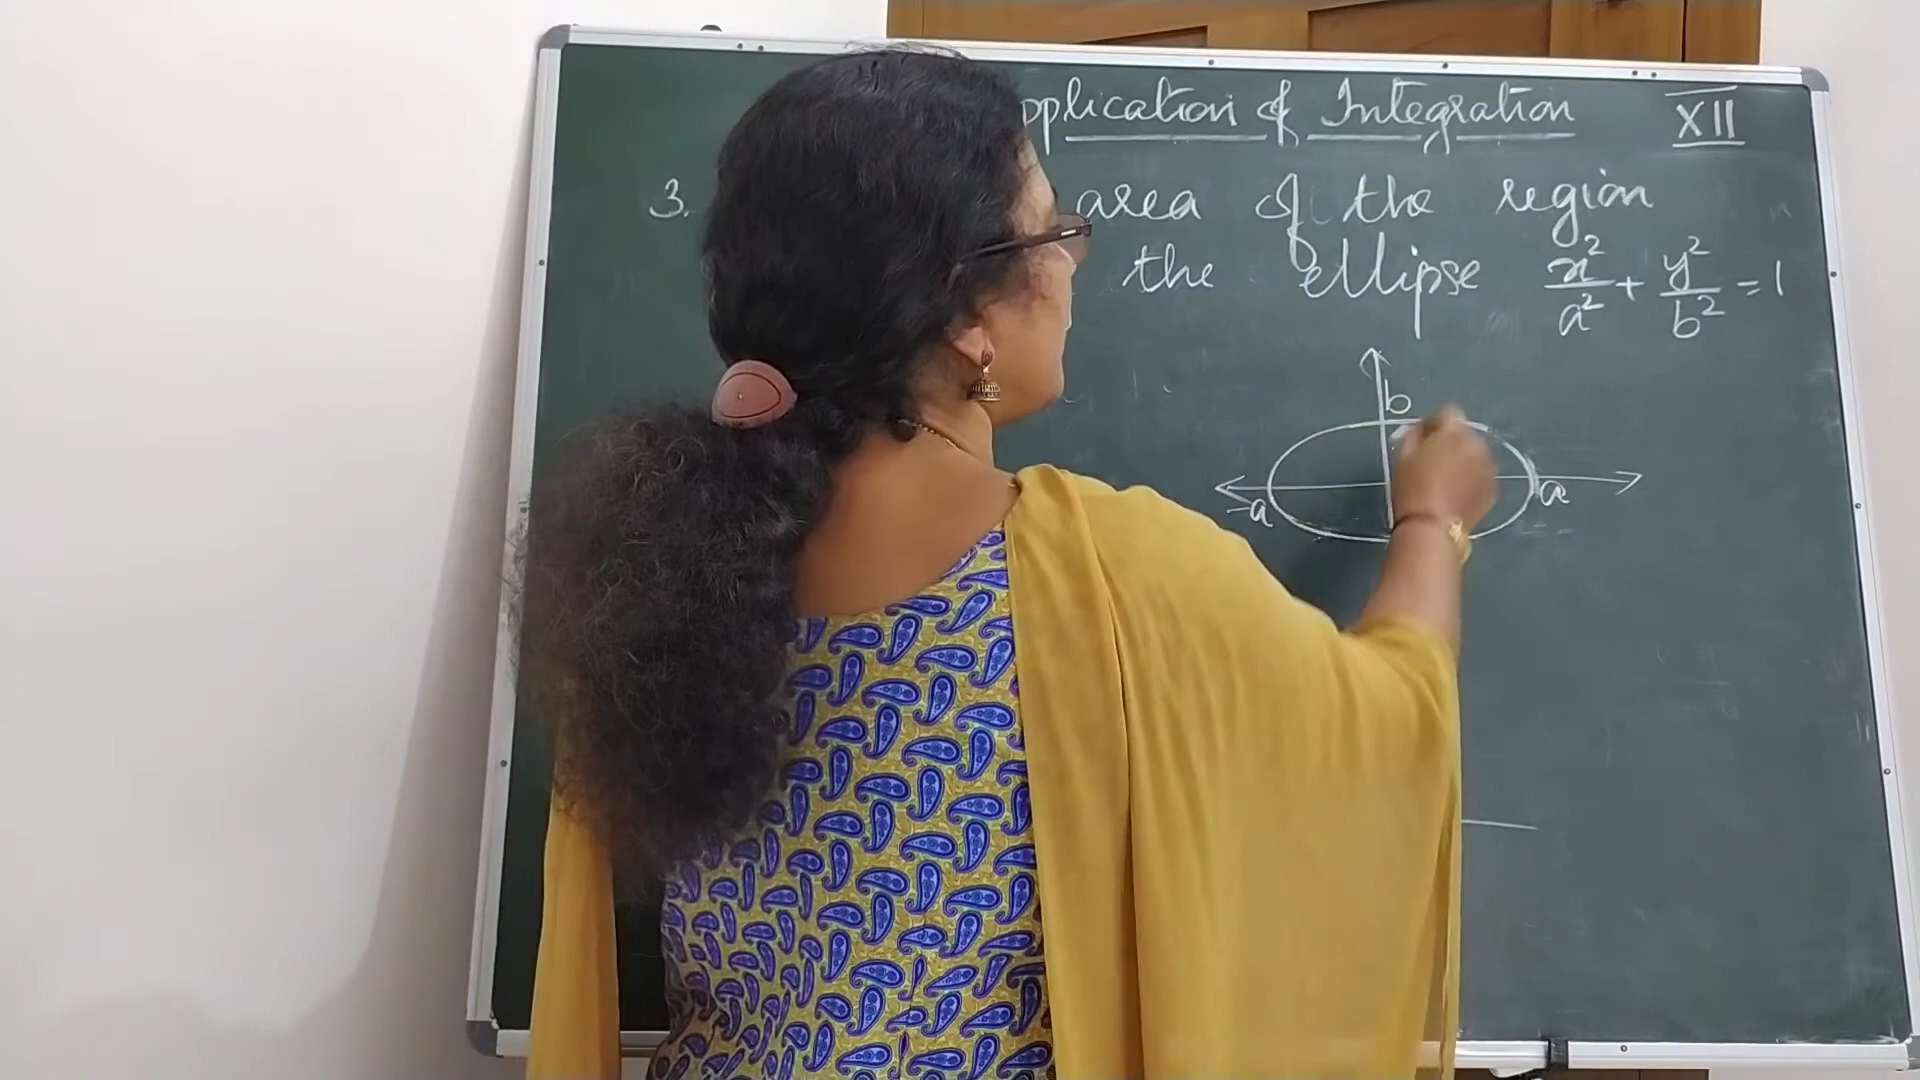 pplication of Integration XII
3. area of the region
the ellipse x²/a² + y²/b² = 1
b
-a a